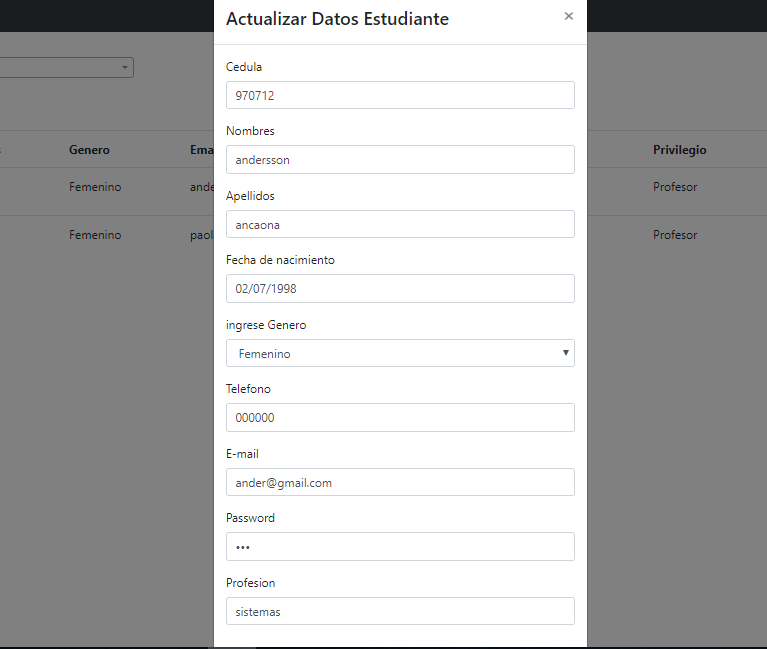 Actualizar Datos Estudiante ×
Cedula
970712
Nombres
andersson
Apellidos
ancaona
Fecha de nacimiento
02/07/1998
ingrese Genero
Femenino
Telefono
000000
E-mail
ander@gmail.com
Password
•••
Profesion
sistemas
Genero Ema Privilegio
Femenino ande Profesor
Femenino paol Profesor